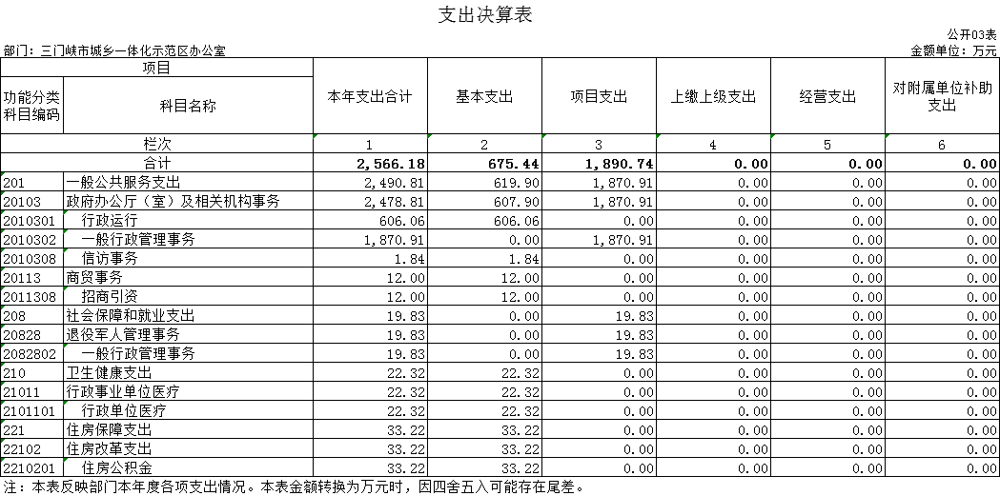 支出决算表
公开03表
部门：三门峡市城乡一体化示范区办公室 金额单位：万元
项目 本年支出合计 基本支出 项目支出 上缴上级支出 经营支出 对附属单位补助支出
功能分类科目编码 科目名称
栏次 1 2 3 4 5 6
合计 2,566.18 675.44 1,890.74 0.00 0.00 0.00
201 一般公共服务支出 2,490.81 619.90 1,870.91 0.00 0.00 0.00
20103 政府办公厅（室）及相关机构事务 2,478.81 607.90 1,870.91 0.00 0.00 0.00
2010301 行政运行 606.06 606.06 0.00 0.00 0.00 0.00
2010302 一般行政管理事务 1,870.91 0.00 1,870.91 0.00 0.00 0.00
2010308 信访事务 1.84 1.84 0.00 0.00 0.00 0.00
20113 商贸事务 12.00 12.00 0.00 0.00 0.00 0.00
2011308 招商引资 12.00 12.00 0.00 0.00 0.00 0.00
208 社会保障和就业支出 19.83 0.00 19.83 0.00 0.00 0.00
20828 退役军人管理事务 19.83 0.00 19.83 0.00 0.00 0.00
2082802 一般行政管理事务 19.83 0.00 19.83 0.00 0.00 0.00
210 卫生健康支出 22.32 22.32 0.00 0.00 0.00 0.00
21011 行政事业单位医疗 22.32 22.32 0.00 0.00 0.00 0.00
2101101 行政单位医疗 22.32 22.32 0.00 0.00 0.00 0.00
221 住房保障支出 33.22 33.22 0.00 0.00 0.00 0.00
22102 住房改革支出 33.22 33.22 0.00 0.00 0.00 0.00
2210201 住房公积金 33.22 33.22 0.00 0.00 0.00 0.00
注：本表反映部门本年度各项支出情况。本表金额转换为万元时，因四舍五入可能存在尾差。